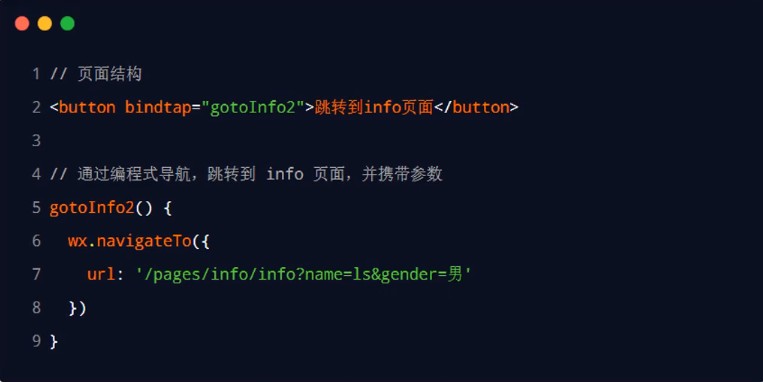 1 // 页面结构
2 <button bindtap="gotoInfo2">跳转到info页面</button>
3
4 // 通过编程式导航，跳转到 info 页面，并携带参数
5 gotoInfo2() {
6   wx.navigateTo({
7     url: '/pages/info/info?name=ls&gender=男'
8   })
9 }